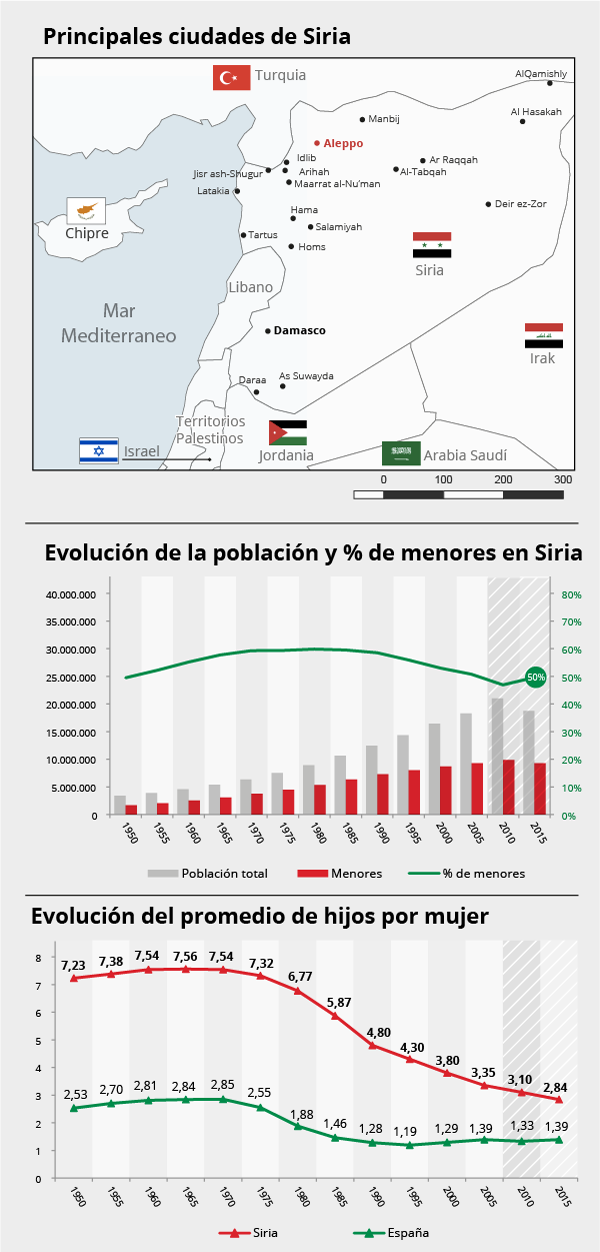 Principales ciudades de Siria
Turquia
AlQamishly
Manbij
Al Hasakah
Aleppo
Idlib
Ar Raqqah
Jisr ash-Shugur
Arihah
Al-Tabqah
Maarrat al-Nu'man
Latakia
Chipre
Deir ez-Zor
Hama
Salamiyah
Tartus
Homs
Siria
Libano
Mar
Mediterraneo
Damasco
Irak
Daraa
As Suwayda
Territorios
Palestinos
Israel
Jordania
Arabia Saudí
0 100 200 300
Evolución de la población y % de menores en Siria
40.000.000 80%
35.000.000 70%
30.000.000 60%
25.000.000 50%
50%
20.000.000 40%
15.000.000 30%
10.000.000 20%
5.000.000 10%
0 0%
1950 1955 1960 1965 1970 1975 1980 1985 1990 1995 2000 2005 2010 2015
Población total Menores % de menores
Evolución del promedio de hijos por mujer
8
7
6
5
4
3
2
1
0
7,23 7,38 7,54 7,56 7,54 7,32 6,77 5,87 4,80 4,30 3,80 3,35 3,10 2,84
2,53 2,70 2,81 2,84 2,85 2,55 1,88 1,46 1,28 1,19 1,29 1,39 1,33 1,39
1950 1955 1960 1965 1970 1975 1980 1985 1990 1995 2000 2005 2010 2015
Siria España